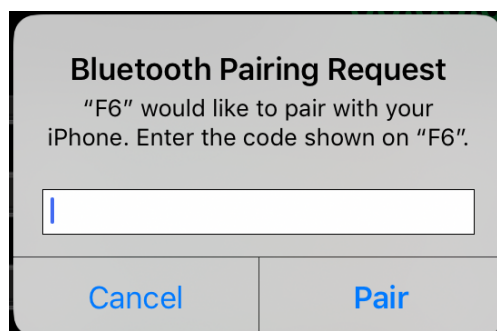 Bluetooth Pairing Request
“F6” would like to pair with your
iPhone. Enter the code shown on “F6”.
Cancel
Pair